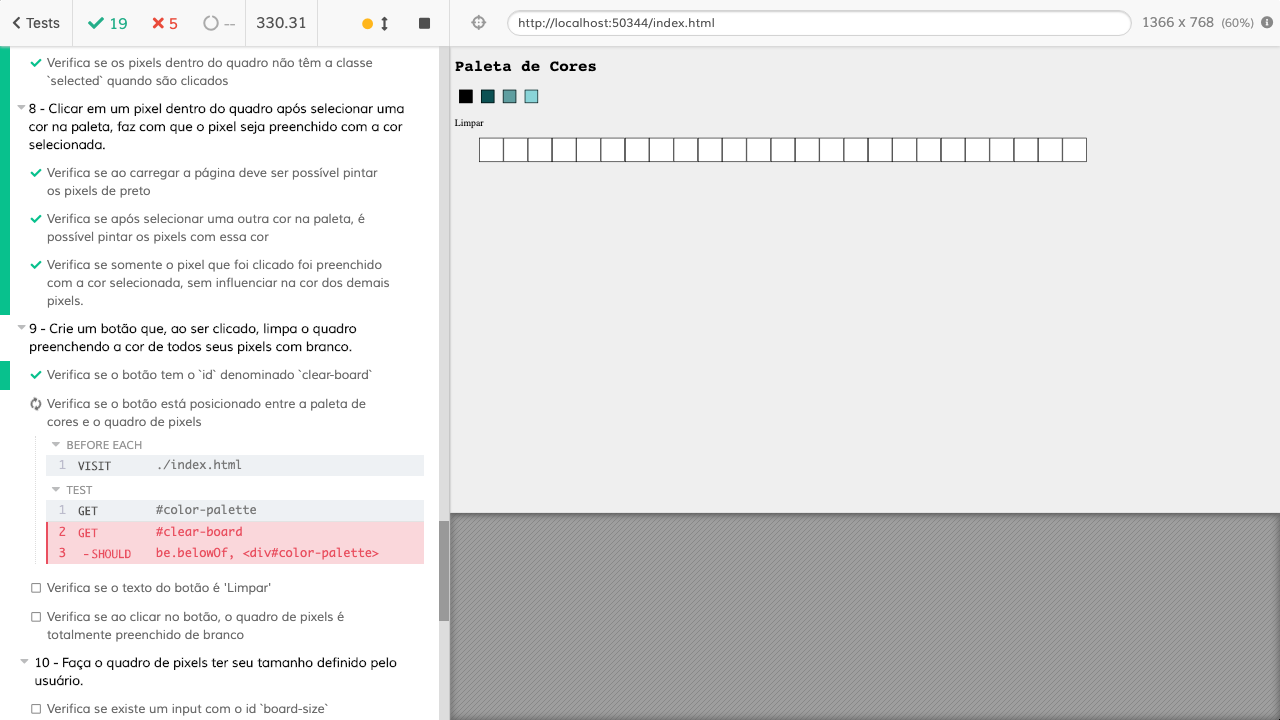 Tests 19 5 -- 330.31 http://localhost:50344/index.html 1366 x 768 (60%)
Verifica se os pixels dentro do quadro não têm a classe
`selected` quando são clicados
8 - Clicar em um pixel dentro do quadro após selecionar uma
cor na paleta, faz com que o pixel seja preenchido com a cor
selecionada.
Verifica se ao carregar a página deve ser possível pintar
os pixels de preto
Verifica se após selecionar uma outra cor na paleta, é
possível pintar os pixels com essa cor
Verifica se somente o pixel que foi clicado foi preenchido
com a cor selecionada, sem influenciar na cor dos demais
pixels.
9 - Crie um botão que, ao ser clicado, limpa o quadro
preenchendo a cor de todos seus pixels com branco.
Verifica se o botão tem o `id` denominado `clear-board`
Verifica se o botão está posicionado entre a paleta de
cores e o quadro de pixels
BEFORE EACH
1 VISIT ./index.html
TEST
1 GET #color-palette
2 GET #clear-board
3 -SHOULD be.belowOf, <div#color-palette>
Verifica se o texto do botão é 'Limpar'
Verifica se ao clicar no botão, o quadro de pixels é
totalmente preenchido de branco
10 - Faça o quadro de pixels ter seu tamanho definido pelo
usuário.
Verifica se existe um input com o id `board-size`
Paleta de Cores
Limpar